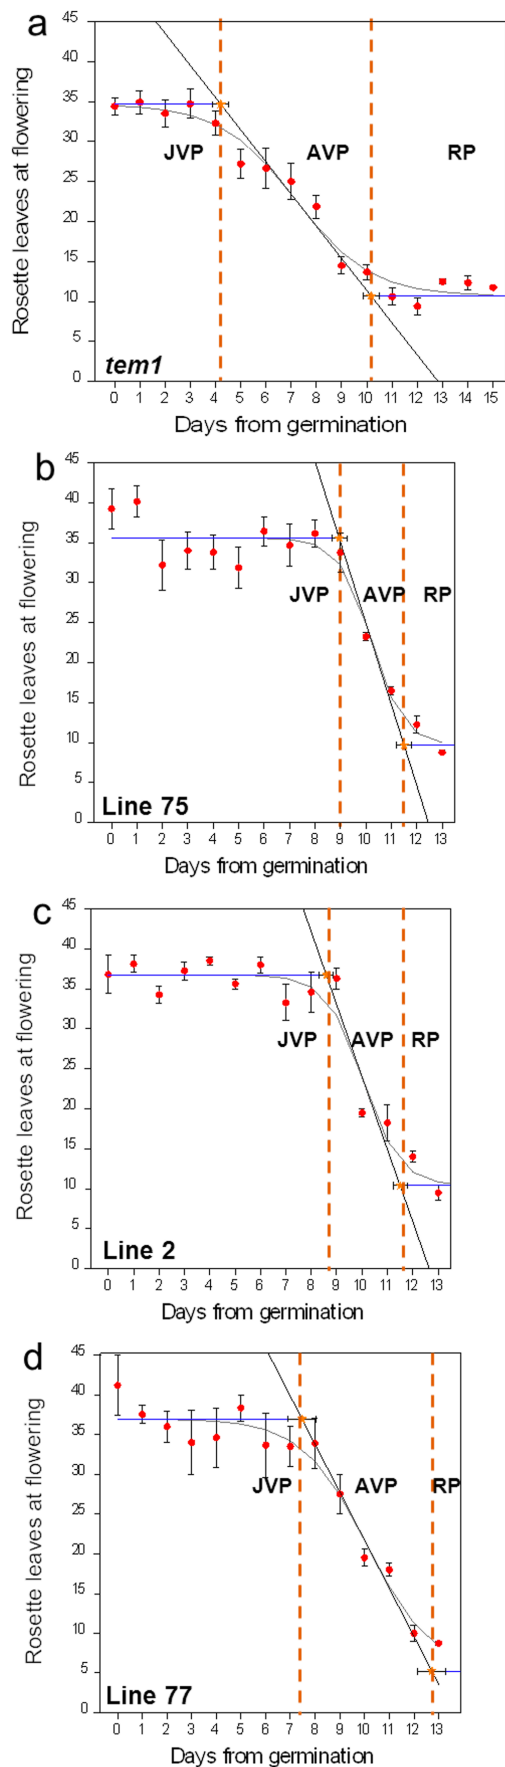 a
Rosette leaves at flowering
45
40
35
30
25
20
15
10
5
0
JVP AVP RP
tem1
0 1 2 3 4 5 6 7 8 9 10 11 12 13 14 15
Days from germination
b
Rosette leaves at flowering
45
40
35
30
25
20
15
10
5
0
JVP AVP RP
Line 75
0 1 2 3 4 5 6 7 8 9 10 11 12 13
Days from germination
c
Rosette leaves at flowering
45
40
35
30
25
20
15
10
5
0
JVP AVP RP
Line 2
0 1 2 3 4 5 6 7 8 9 10 11 12 13
Days from germination
d
Rosette leaves at flowering
45
40
35
30
25
20
15
10
5
0
JVP AVP RP
Line 77
0 1 2 3 4 5 6 7 8 9 10 11 12 13
Days from germination